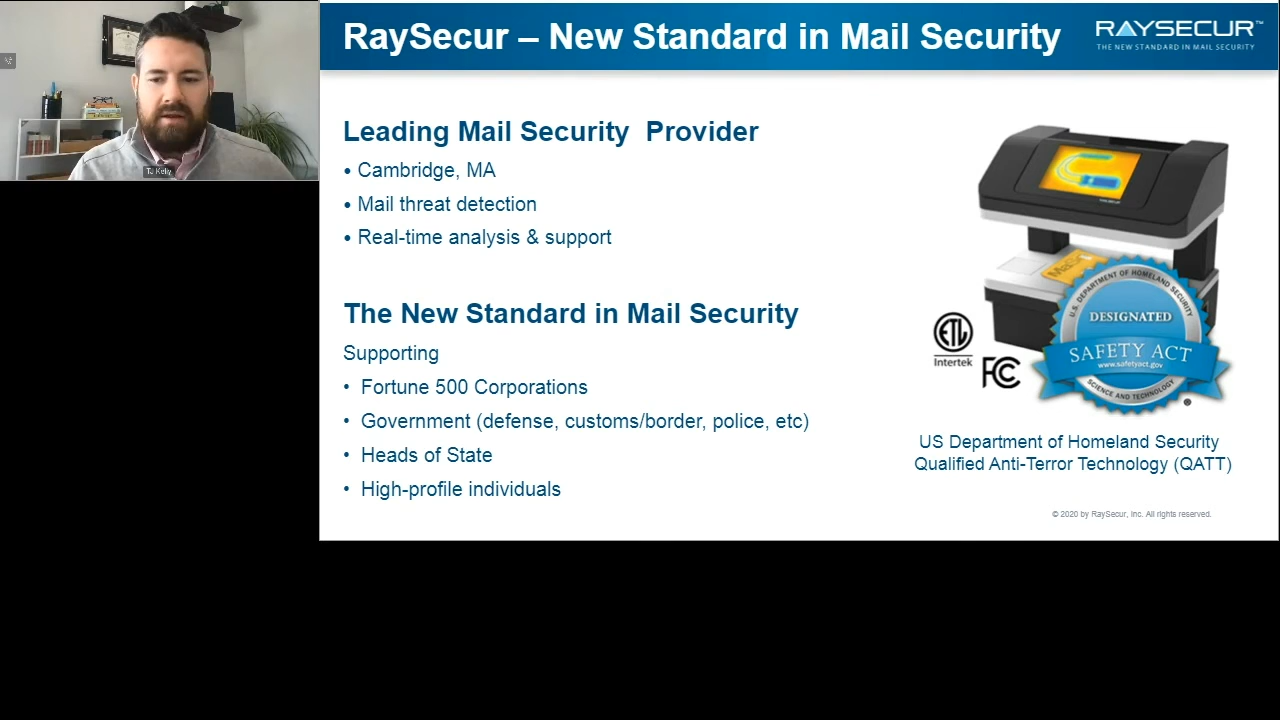 TJ Kelly
RaySecur – New Standard in Mail Security
RAYSECUR™
THE NEW STANDARD IN MAIL SECURITY
Leading Mail Security Provider
• Cambridge, MA
• Mail threat detection
• Real-time analysis & support
The New Standard in Mail Security
Supporting
• Fortune 500 Corporations
• Government (defense, customs/border, police, etc)
• Heads of State
• High-profile individuals
U.S. DEPARTMENT OF HOMELAND SECURITY
DESIGNATED
SAFETY ACT
www.safetyact.gov
SCIENCE AND TECHNOLOGY
ETL
Intertek
FC
US Department of Homeland Security
Qualified Anti-Terror Technology (QATT)
© 2020 by RaySecur, Inc. All rights reserved.